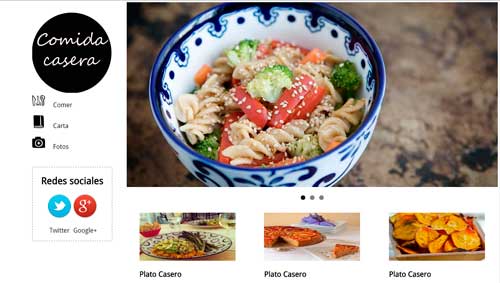 Comida
casera
Comer
Carta
Fotos
Redes sociales
Twitter Google+
Plato Casero
Plato Casero
Plato Casero